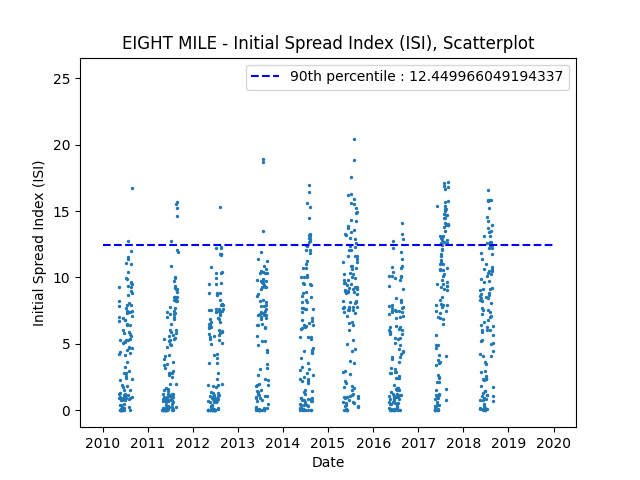 EIGHT MILE - Initial Spread Index (ISI), Scatterplot
90th percentile : 12.449966049194337
Initial Spread Index (ISI)
25
20
15
10
5
0
2010 2011 2012 2013 2014 2015 2016 2017 2018 2019 2020
Date